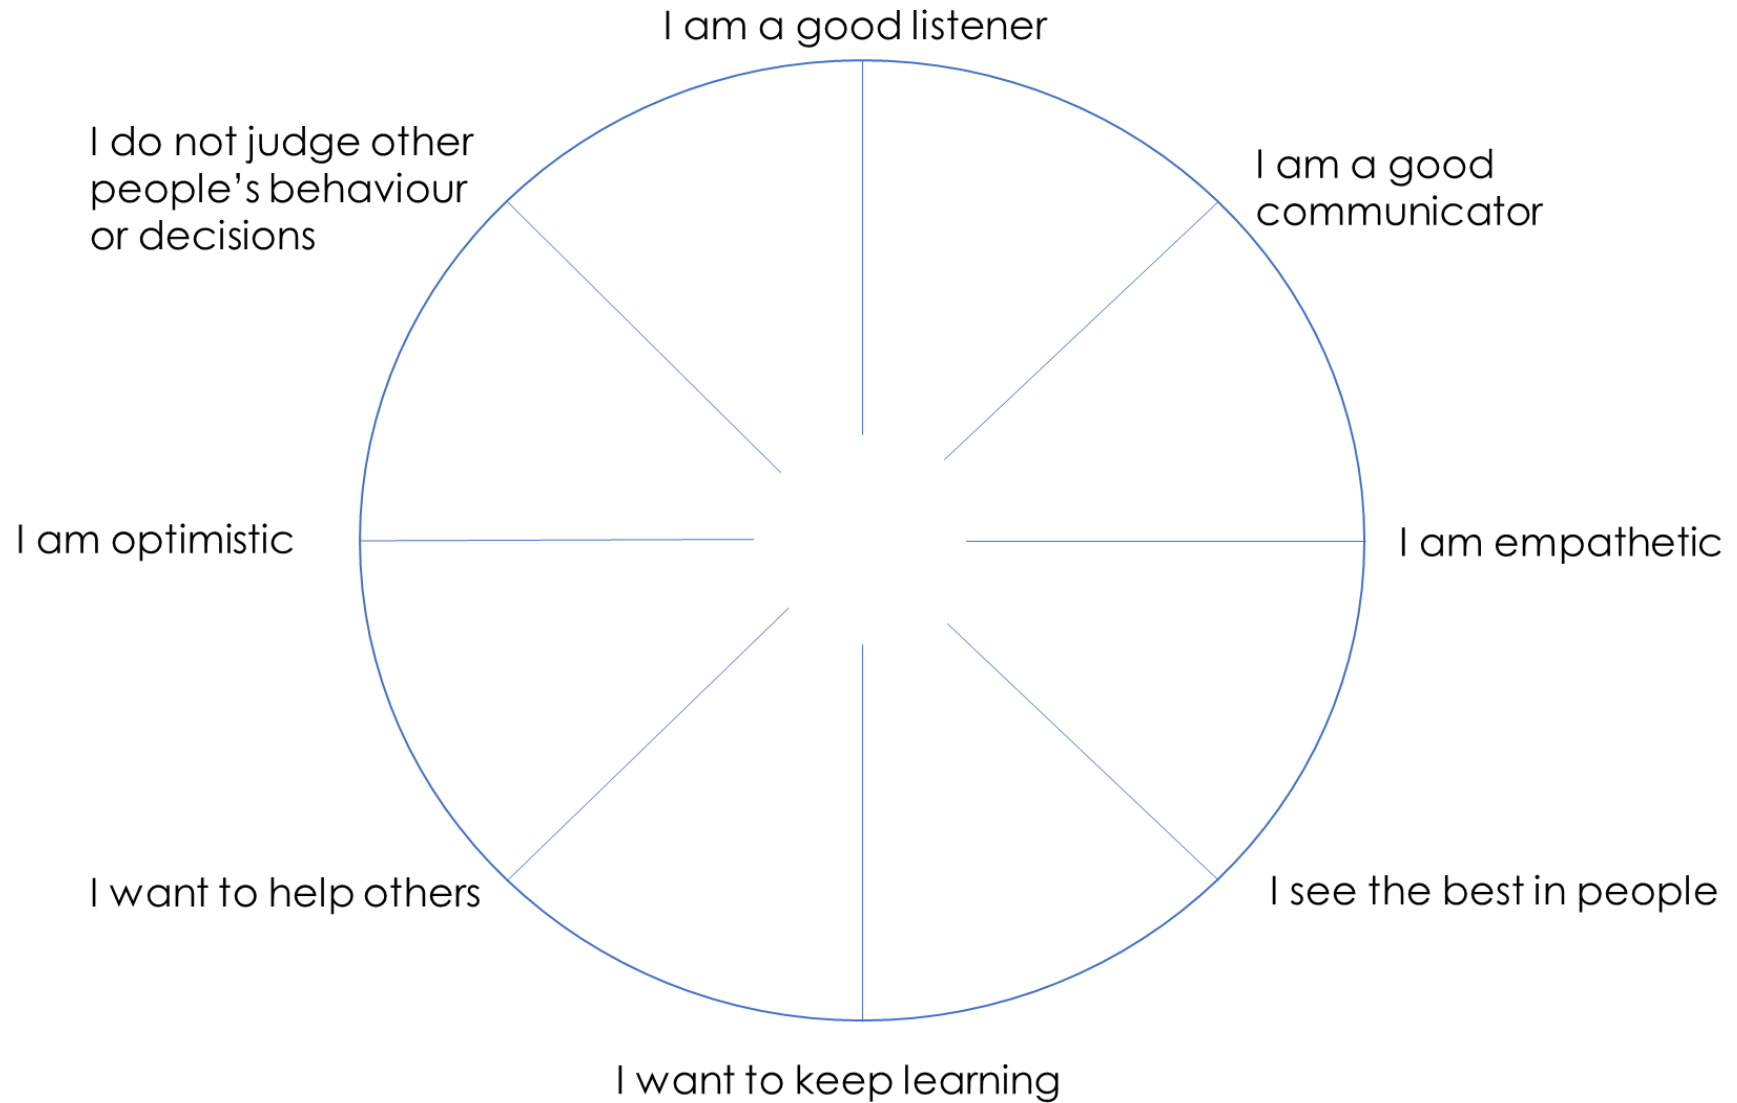 I am a good listener
I do not judge other
people’s behaviour
or decisions
I am a good
communicator
I am optimistic
I am empathetic
I want to help others
I see the best in people
I want to keep learning